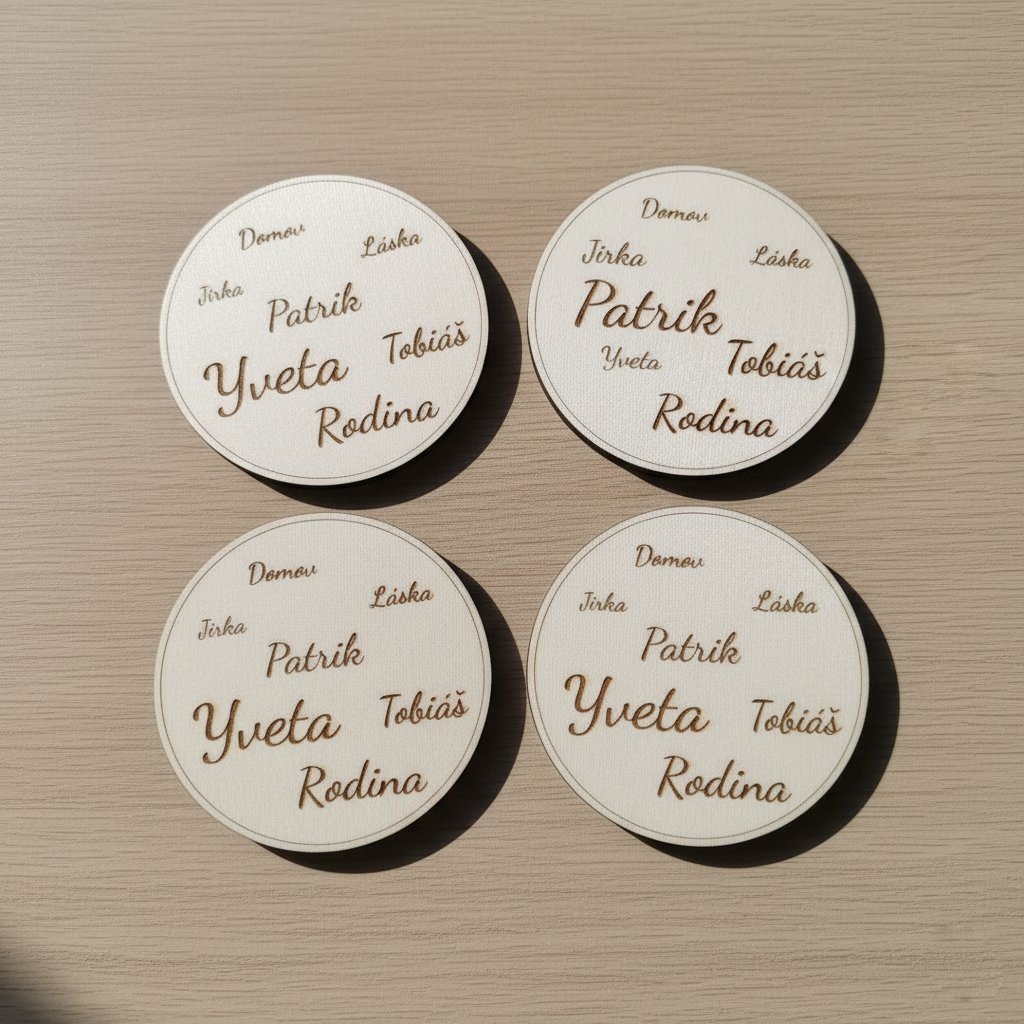 Domov
Láska
Jirka
Patrik
Tobiáš
Yveta
Rodina
Domov
Jirka
Láska
Patrik
Tobiáš
Yveta
Rodina
Domov
Láska
Jirka
Patrik
Tobiáš
Yveta
Rodina
Domov
Jirka
Láska
Patrik
Yveta
Tobiáš
Rodina